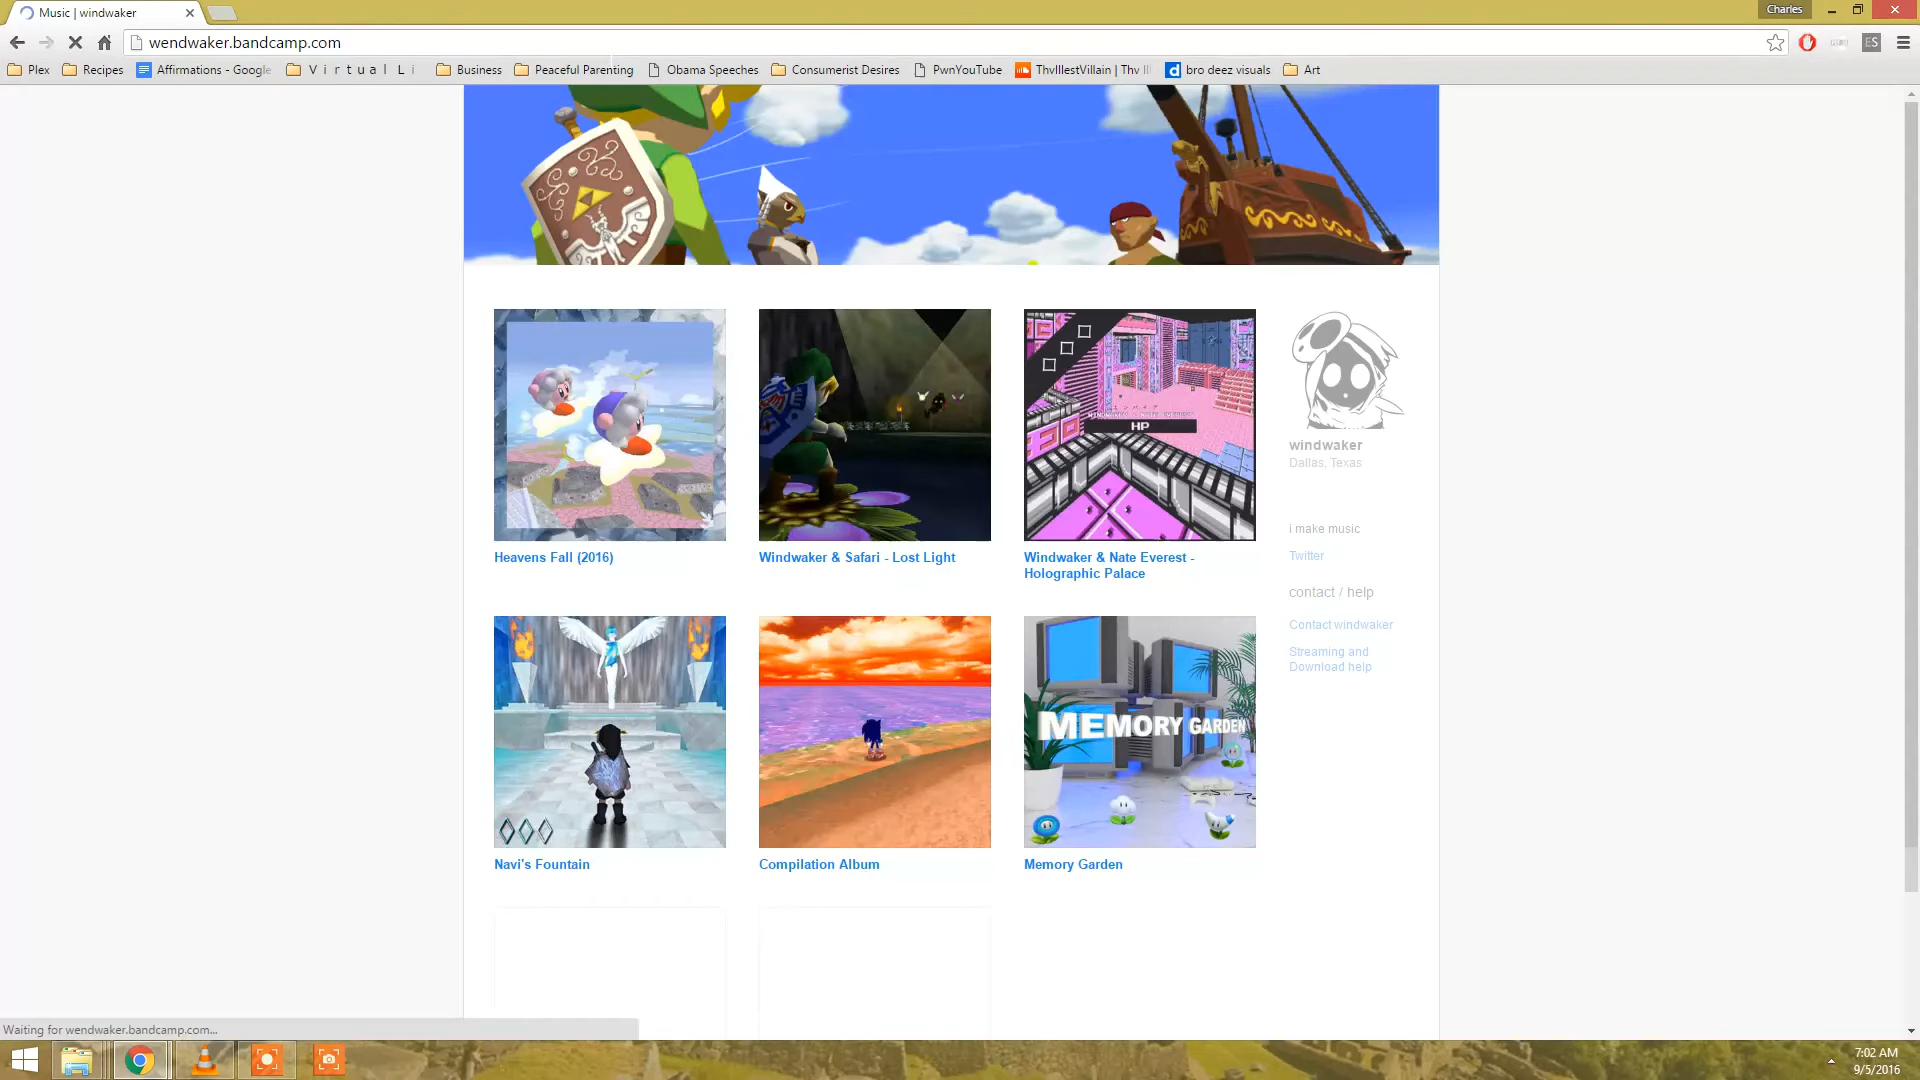 Music | windwaker
Charles
wendwaker.bandcamp.com
ES
Plex
Recipes
Affirmations - Google
V i r t u a l L i
Business
Peaceful Parenting
Obama Speeches
Consumerist Desires
PwnYouTube
ThvIllestVillain | Thv Ill
bro deez visuals
Art
HP
Heavens Fall (2016)
Windwaker & Safari - Lost Light
Windwaker & Nate Everest -
Holographic Palace
windwaker
Dallas, Texas
i make music
Twitter
contact / help
Contact windwaker
Streaming and
Download help
MEMORY GARDEN
Navi's Fountain
Compilation Album
Memory Garden
Waiting for wendwaker.bandcamp.com...
7:02 AM
9/5/2016